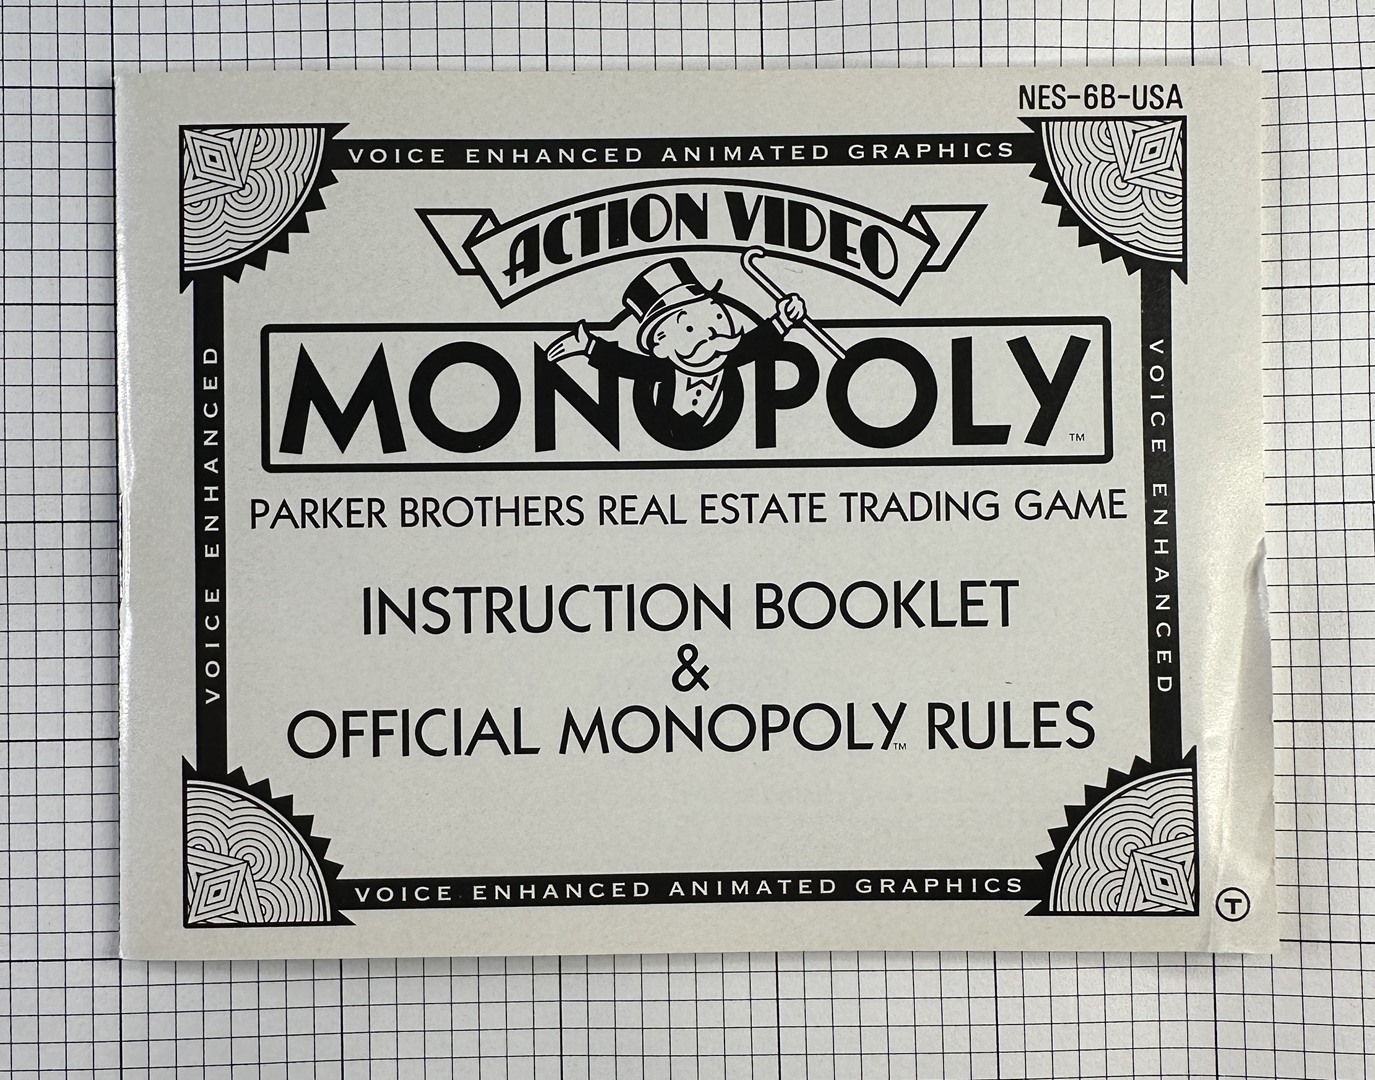 NES-6B-USA
VOICE ENHANCED ANIMATED GRAPHICS
ACTION VIDEO
MONOPOLY™
VOICE ENHANCED
VOICE ENHANCED
PARKER BROTHERS REAL ESTATE TRADING GAME
INSTRUCTION BOOKLET
&
OFFICIAL MONOPOLY™ RULES
VOICE ENHANCED ANIMATED GRAPHICS
T